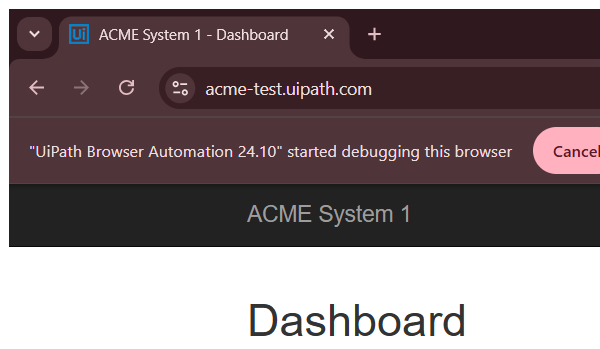 Ui ACME System 1 - Dashboard
acme-test.uipath.com
"UiPath Browser Automation 24.10" started debugging this browser Cancel
ACME System 1
Dashboard